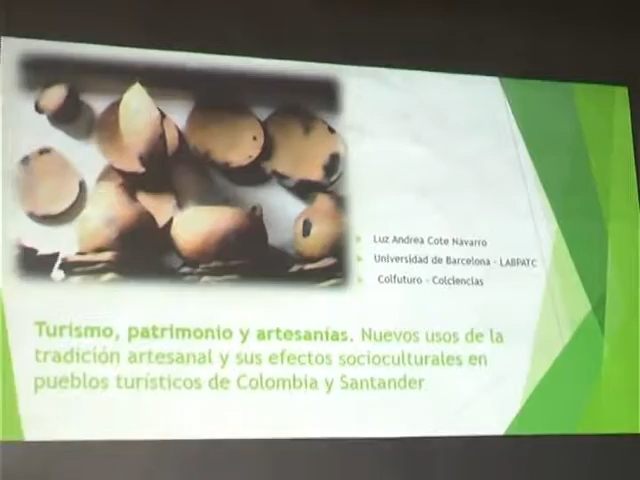 Luz Andrea Cote Navarro
Universidad de Barcelona - LABPATC
Colfuturo - Colciencias
Turismo, patrimonio y artesanías. Nuevos usos de la
tradición artesanal y sus efectos socioculturales en
pueblos turísticos de Colombia y Santander